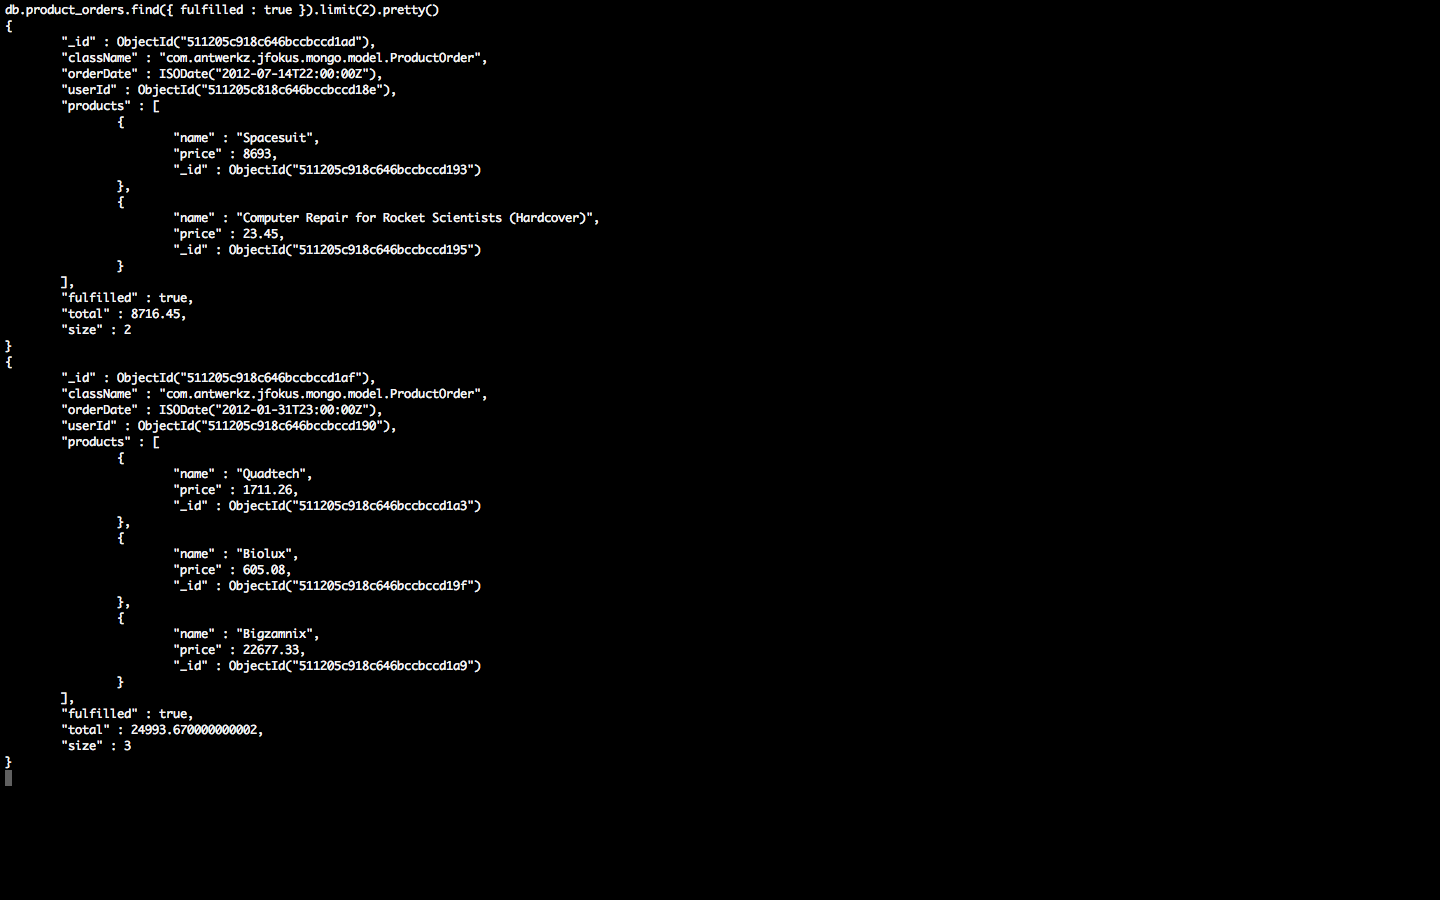 db.product_orders.find({ fulfilled : true }).limit(2).pretty()
{
"_id" : ObjectId("511205c918c646bccbccd1ad"),
"className" : "com.antwerkz.jfokus.mongo.model.ProductOrder",
"orderDate" : ISODate("2012-07-14T22:00:00Z"),
"userId" : ObjectId("511205c818c646bccbccd18e"),
"products" : [
{
"name" : "Spacesuit",
"price" : 8693,
"_id" : ObjectId("511205c918c646bccbccd193")
},
{
"name" : "Computer Repair for Rocket Scientists (Hardcover)",
"price" : 23.45,
"_id" : ObjectId("511205c918c646bccbccd195")
}
],
"fulfilled" : true,
"total" : 8716.45,
"size" : 2
}
{
"_id" : ObjectId("511205c918c646bccbccd1af"),
"className" : "com.antwerkz.jfokus.mongo.model.ProductOrder",
"orderDate" : ISODate("2012-01-31T23:00:00Z"),
"userId" : ObjectId("511205c918c646bccbccd190"),
"products" : [
{
"name" : "Quadtech",
"price" : 1711.26,
"_id" : ObjectId("511205c918c646bccbccd1a3")
},
{
"name" : "Biolux",
"price" : 605.08,
"_id" : ObjectId("511205c918c646bccbccd19f")
},
{
"name" : "Bigzamnix",
"price" : 22677.33,
"_id" : ObjectId("511205c918c646bccbccd1a9")
}
],
"fulfilled" : true,
"total" : 24993.670000000002,
"size" : 3
}